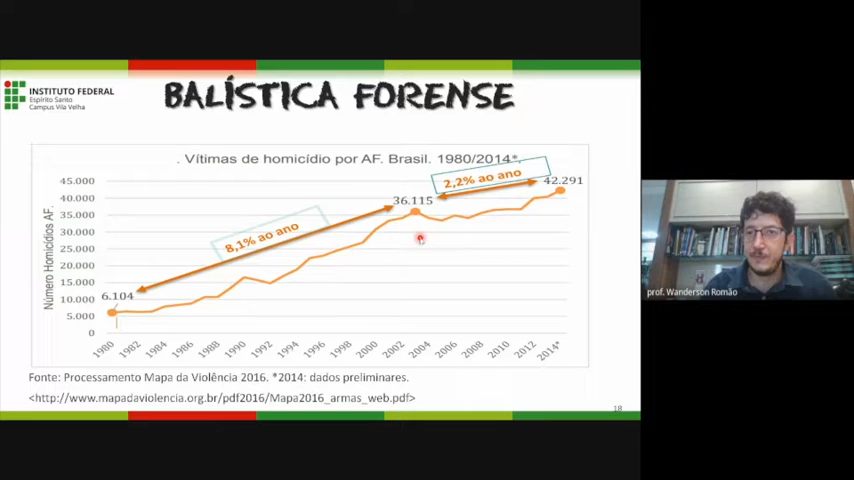 INSTITUTO FEDERAL
Espírito Santo
Campus Vila Velha
BALÍSTICA FORENSE
. Vítimas de homicídio por AF. Brasil. 1980/2014*.
Número Homicídios AF.
45.000
40.000
35.000
30.000
25.000
20.000
15.000
10.000
5.000
0
6.104
8,1% ao ano
36.115
2,2% ao ano
42.291
1980
1982
1984
1986
1988
1990
1992
1994
1996
1998
2000
2002
2004
2006
2008
2010
2012
2014*
Fonte: Processamento Mapa da Violência 2016. *2014: dados preliminares.
<http://www.mapadaviolencia.org.br/pdf2016/Mapa2016_armas_web.pdf>
18
prof. Wanderson Romão